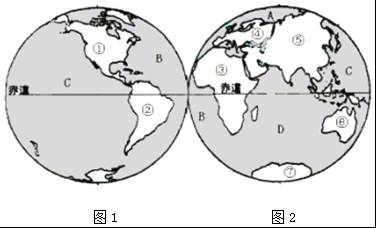 ① ④ A ⑤
B C ③ C
赤道 赤道
② B D ⑥
⑦
图1 图2